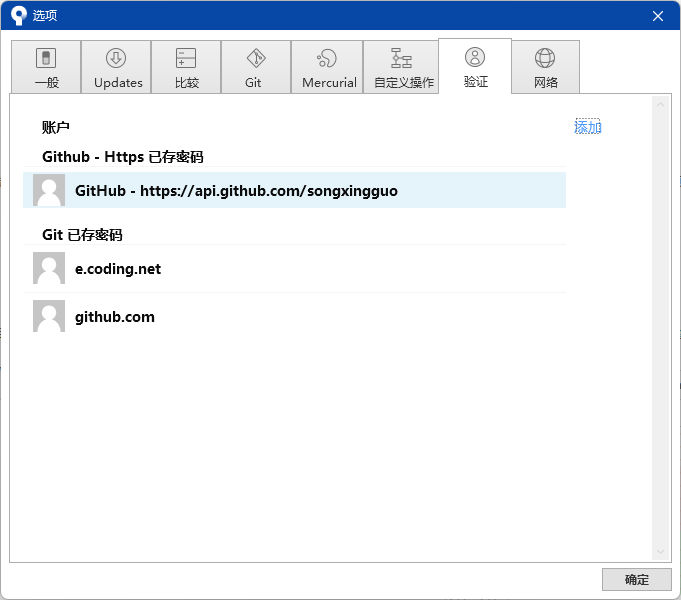 选项
一般
Updates
比较
Git
Mercurial
自定义操作
验证
网络
账户
添加
Github - Https 已存密码
GitHub - https://api.github.com/songxingguo
Git 已存密码
e.coding.net
github.com
确定